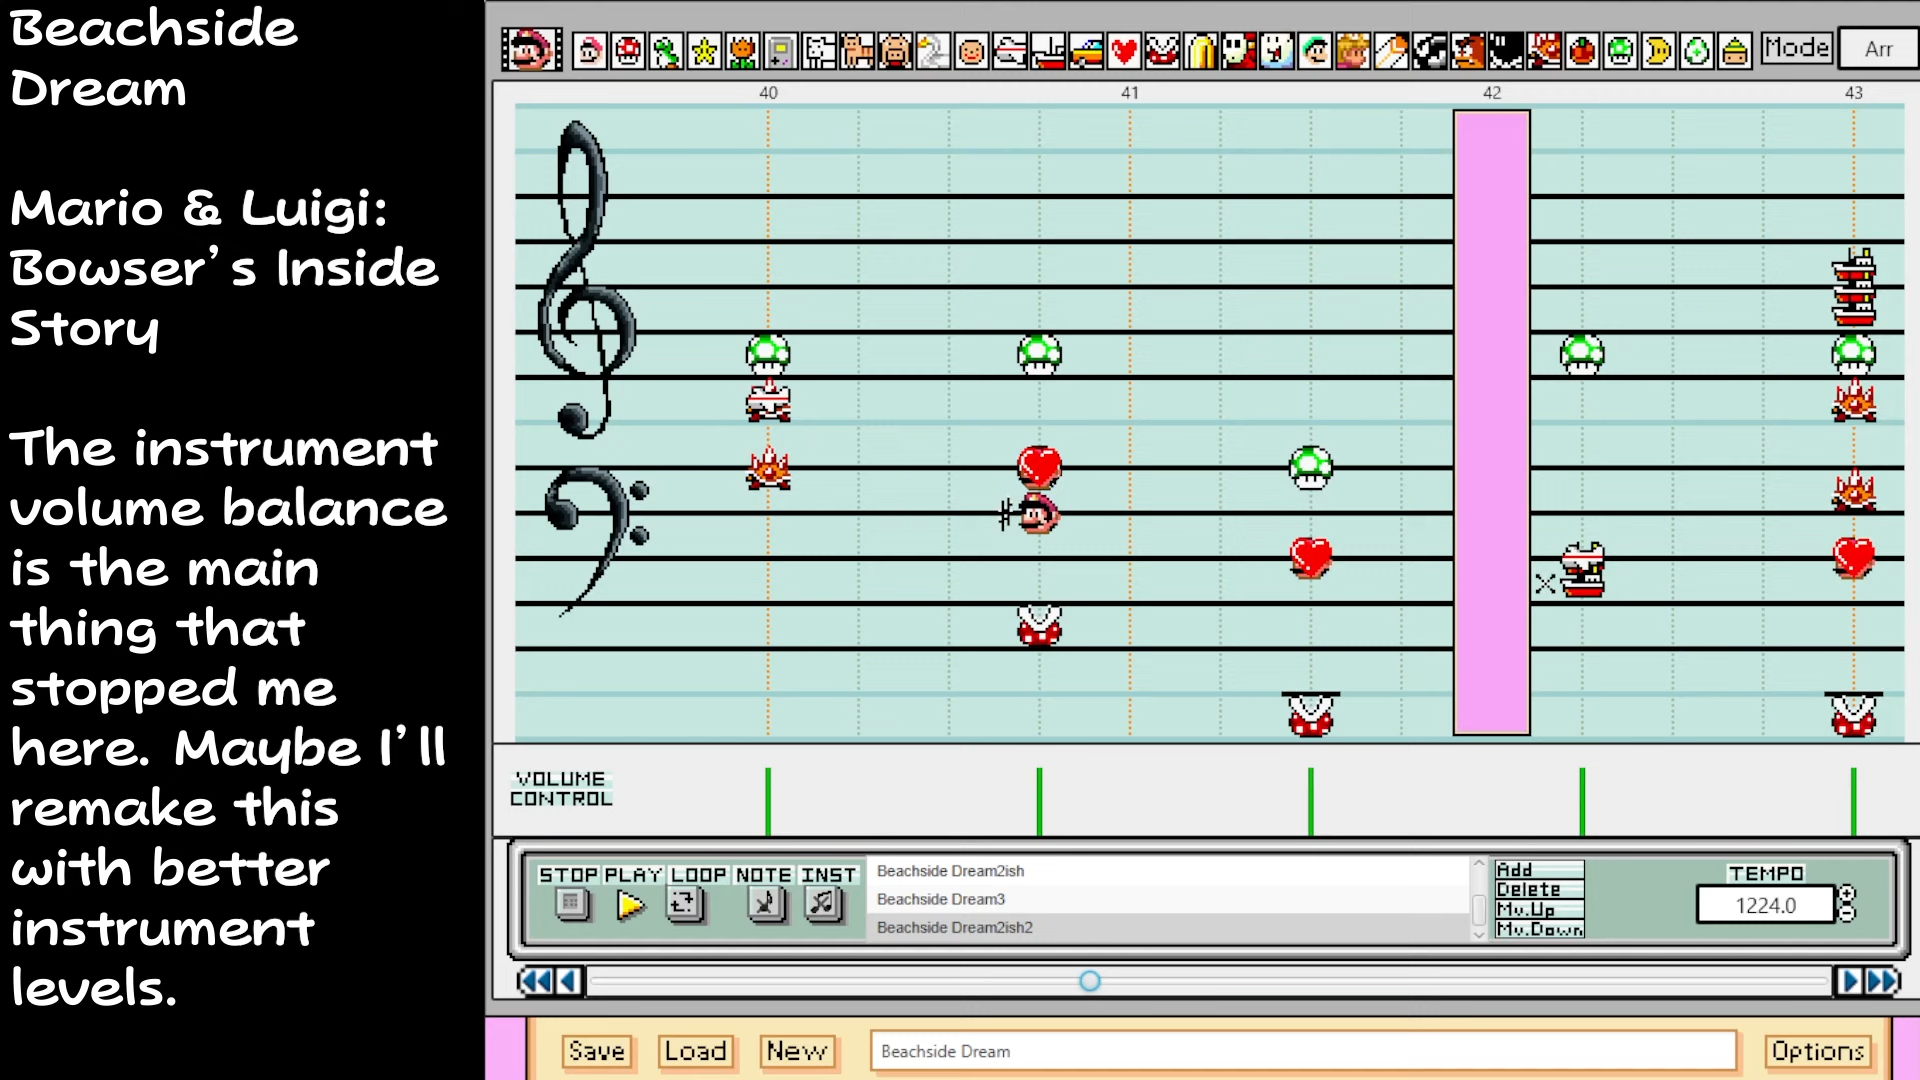 Beachside
Dream
Mario & Luigi:
Bowser's Inside
Story
The instrument
volume balance
is the main
thing that
stopped me
here. Maybe I'll
remake this
with better
instrument
levels.
Mode
Arr
40 41 42 43
VOLUME
CONTROL
STOP PLAY LOOP NOTE INST
Beachside Dream2ish
Beachside Dream3
Beachside Dream2ish2
Add
Delete
Mv.Up
Mv.Down
TEMPO
1224.0
Save Load New
Beachside Dream
Options